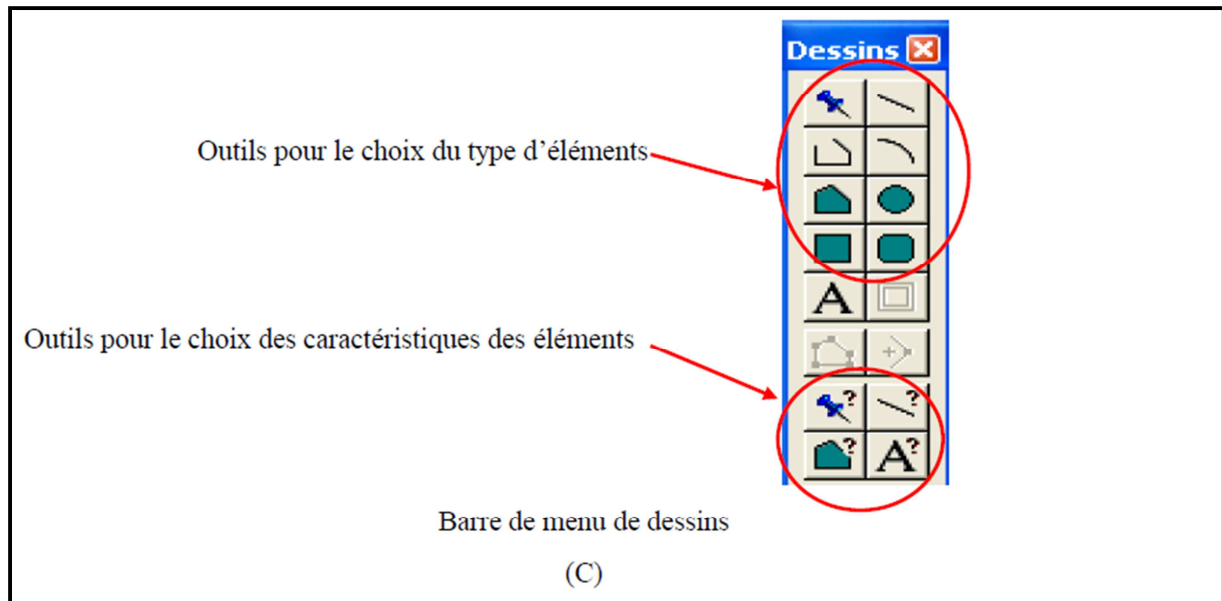 Dessins
Outils pour le choix du type d’éléments
A
Outils pour le choix des caractéristiques des éléments
?
?
?
A?
Barre de menu de dessins
(C)